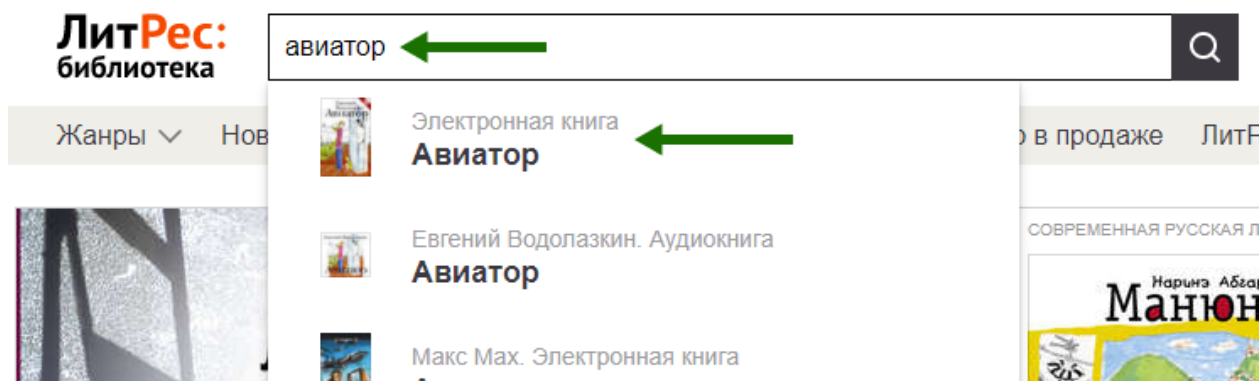 ЛитРес:
библиотека
авиатор
Жанры
Нов
в продаже
Лит
Электронная книга
Авиатор
Евгений Водолазкин. Аудиокнига
Авиатор
Макс Мах. Электронная книга
СОВРЕМЕННАЯ РУССКАЯ Л
Наринэ Абгар
Манюн